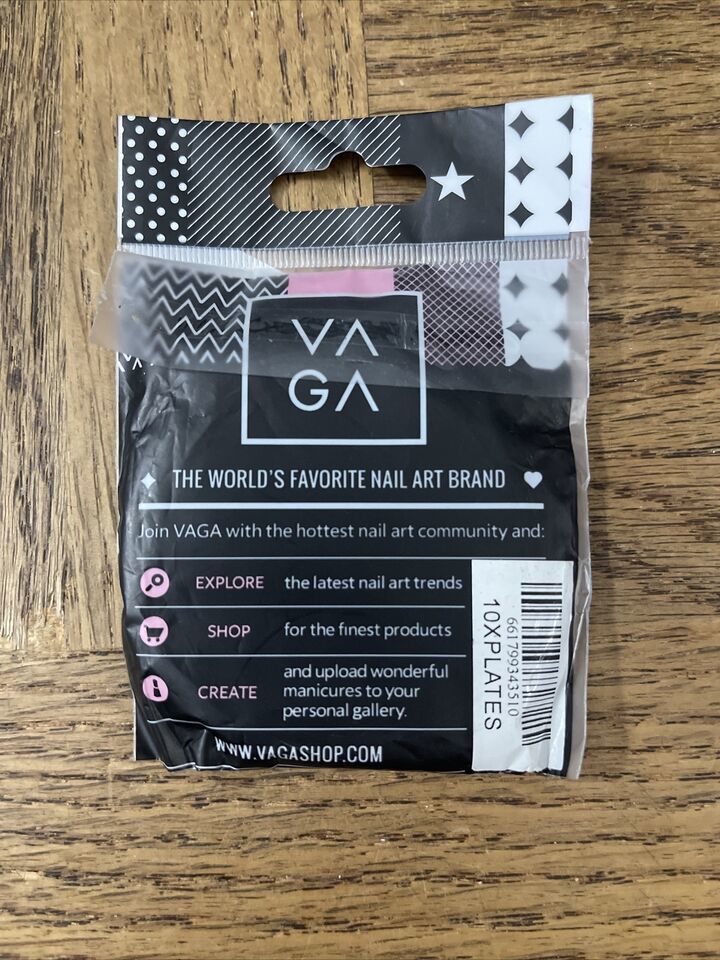 VA
GA
THE WORLD'S FAVORITE NAIL ART BRAND
Join VAGA with the hottest nail art community and:
EXPLORE the latest nail art trends
SHOP for the finest products
CREATE and upload wonderful
manicures to your
personal gallery.
WWW.VAGASHOP.COM
661799343510
10XPLATES